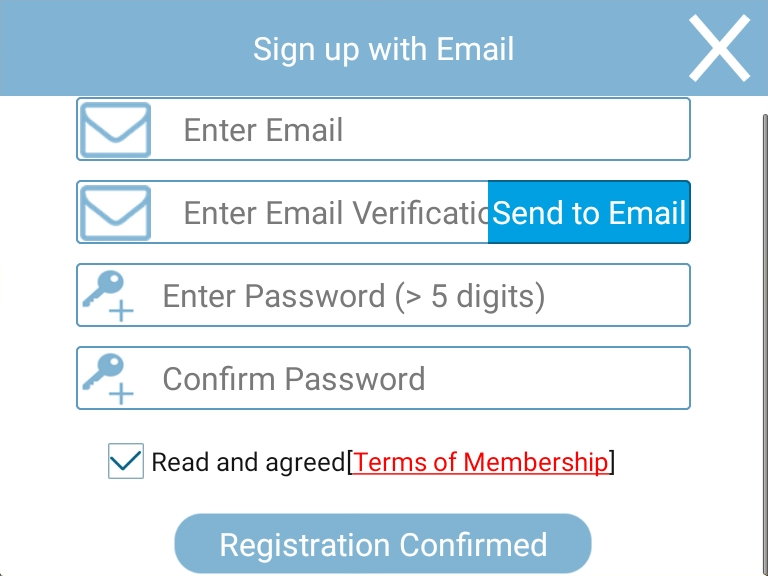 Sign up with Email
Enter Email
Enter Email Verificatio
Send to Email
Enter Password (> 5 digits)
Confirm Password
Read and agreed[Terms of Membership]
Registration Confirmed